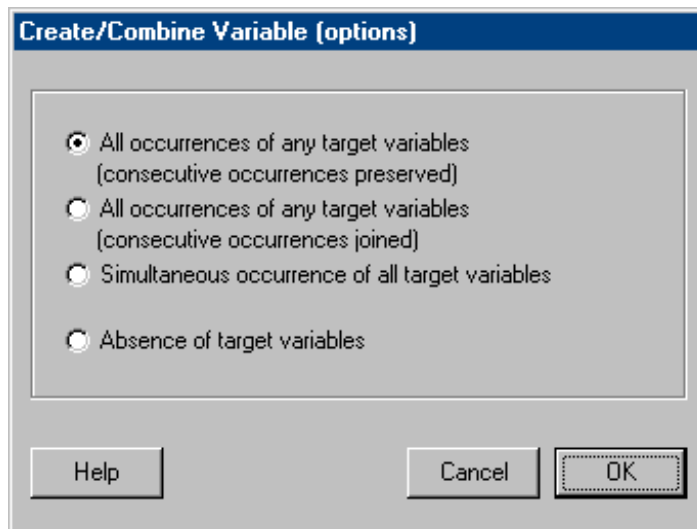 Create/Combine Variable (options)
All occurrences of any target variables
(consecutive occurrences preserved)
All occurrences of any target variables
(consecutive occurrences joined)
Simultaneous occurrence of all target variables
Absence of target variables
Help Cancel OK